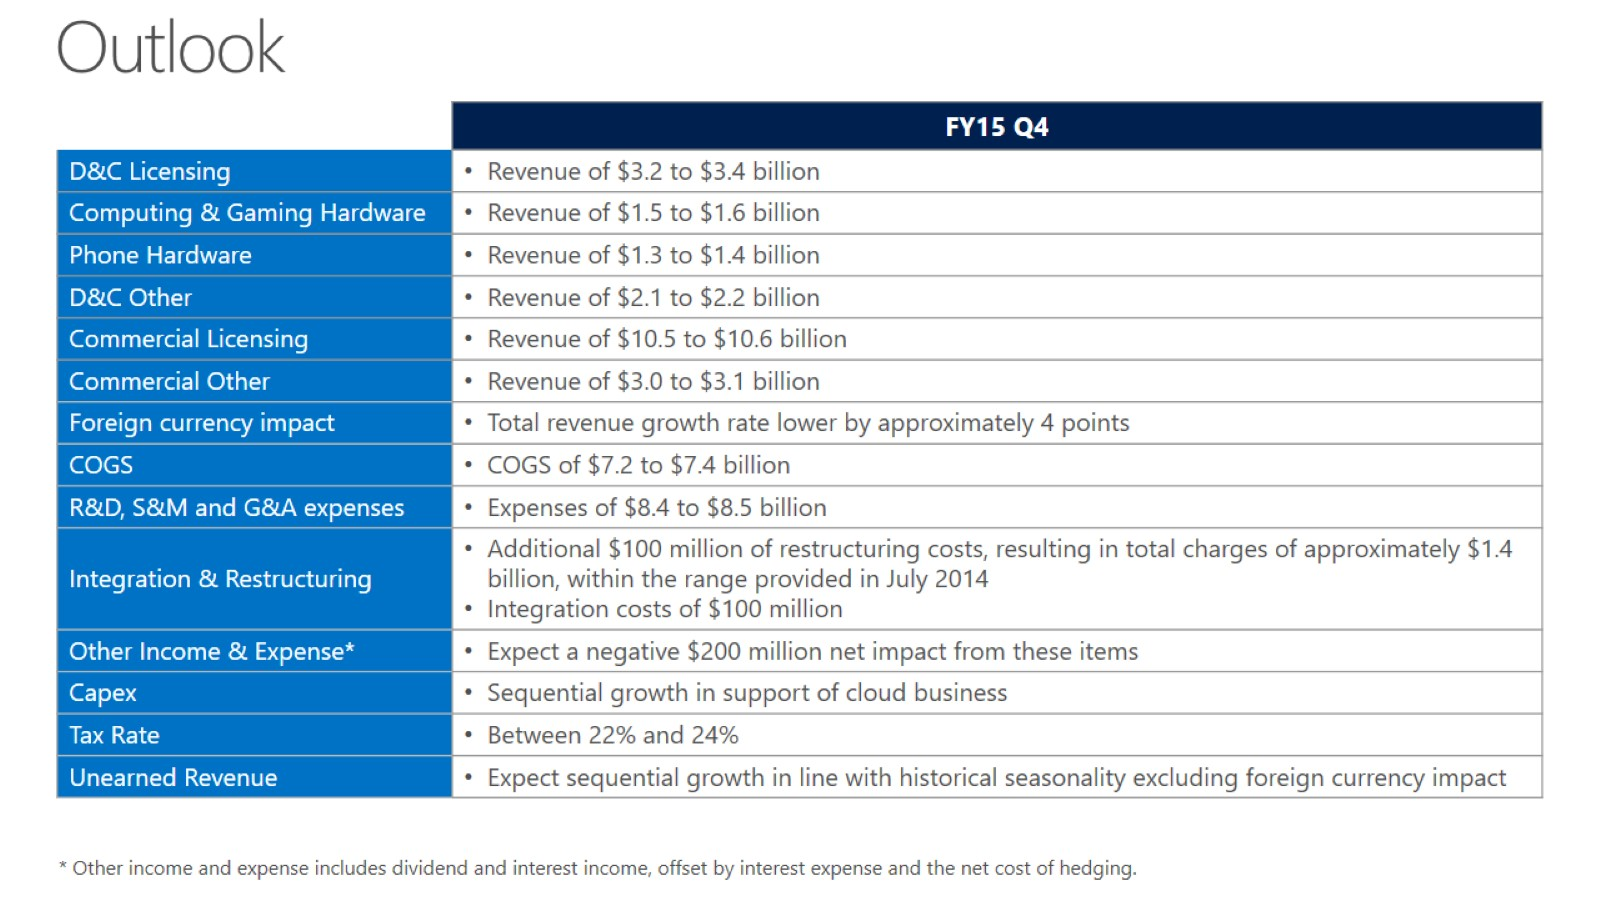 Outlook
FY15 Q4
D&C Licensing
• Revenue of $3.2 to $3.4 billion
Computing & Gaming Hardware
• Revenue of $1.5 to $1.6 billion
Phone Hardware
• Revenue of $1.3 to $1.4 billion
D&C Other
• Revenue of $2.1 to $2.2 billion
Commercial Licensing
• Revenue of $10.5 to $10.6 billion
Commercial Other
• Revenue of $3.0 to $3.1 billion
Foreign currency impact
• Total revenue growth rate lower by approximately 4 points
COGS
• COGS of $7.2 to $7.4 billion
R&D, S&M and G&A expenses
• Expenses of $8.4 to $8.5 billion
Integration & Restructuring
• Additional $100 million of restructuring costs, resulting in total charges of approximately $1.4
billion, within the range provided in July 2014
• Integration costs of $100 million
Other Income & Expense*
• Expect a negative $200 million net impact from these items
Capex
• Sequential growth in support of cloud business
Tax Rate
• Between 22% and 24%
Unearned Revenue
• Expect sequential growth in line with historical seasonality excluding foreign currency impact
* Other income and expense includes dividend and interest income, offset by interest expense and the net cost of hedging.